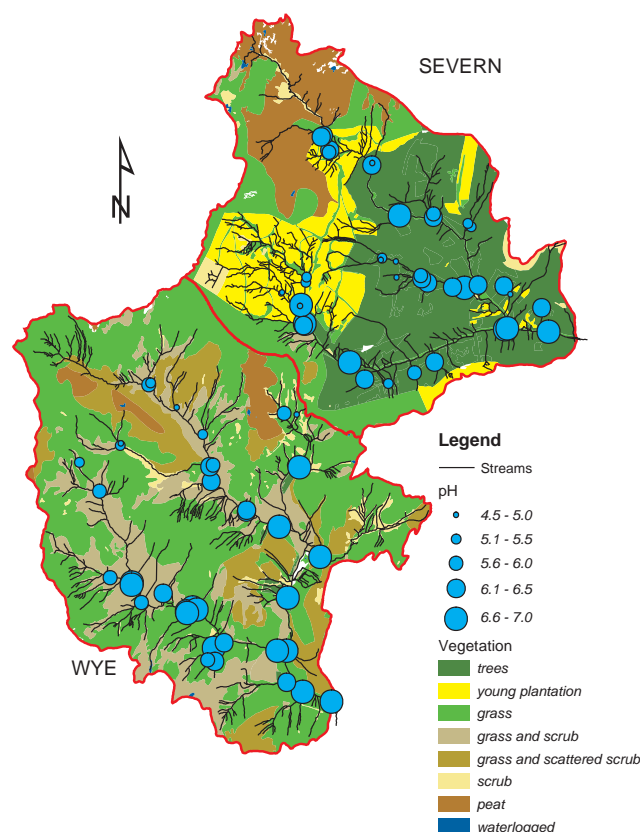 SEVERN
N
WYE
Legend
Streams
pH
4.5 - 5.0
5.1 - 5.5
5.6 - 6.0
6.1 - 6.5
6.6 - 7.0
Vegetation
trees
young plantation
grass
grass and scrub
grass and scattered scrub
scrub
peat
waterlogged